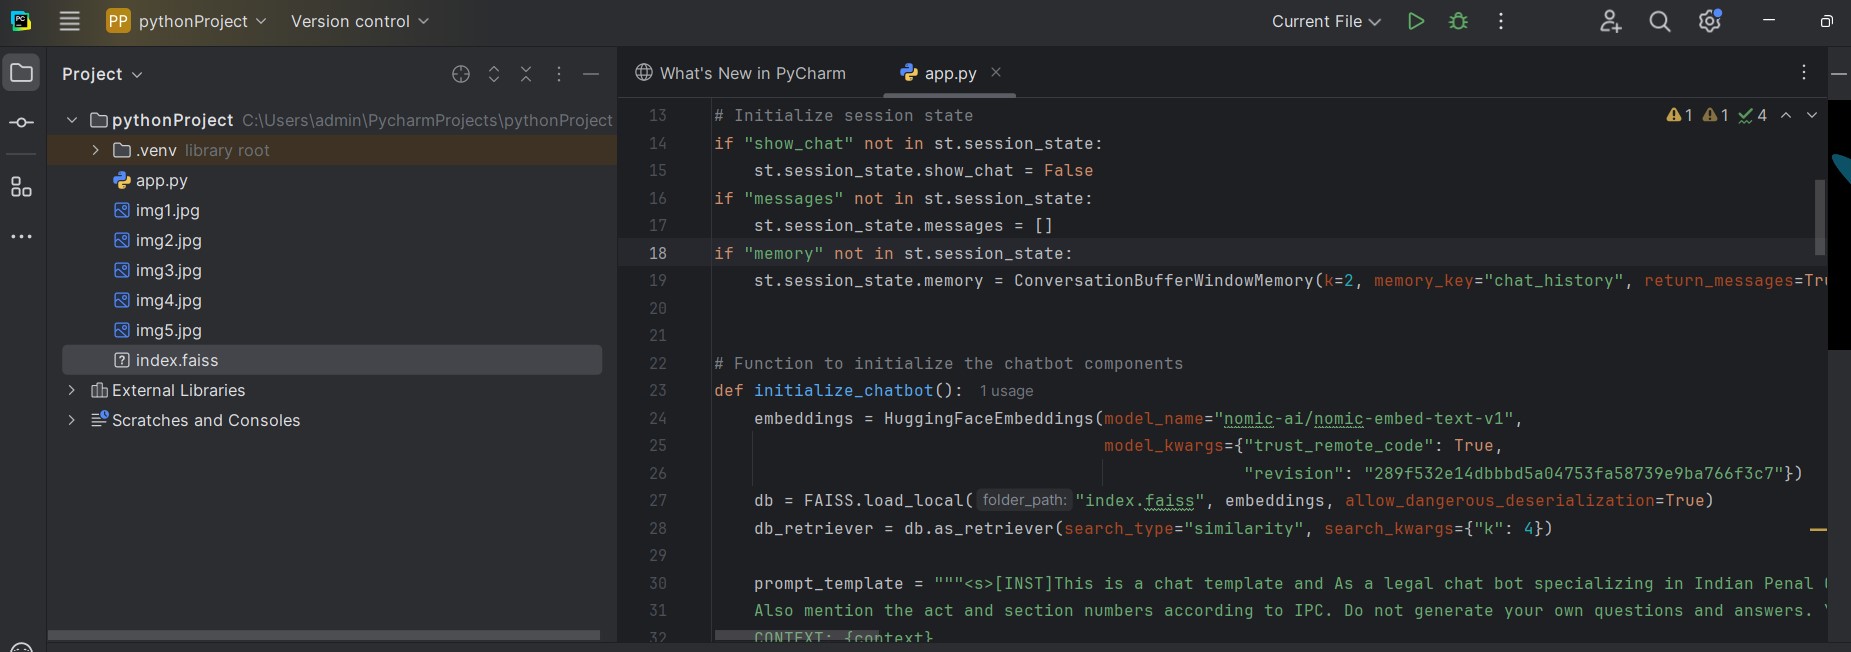 PC
PP pythonProject Version control Current File
Project
What's New in PyCharm app.py
pythonProject C:\Users\admin\PycharmProjects\pythonProject
.venv library root
app.py
img1.jpg
img2.jpg
img3.jpg
img4.jpg
img5.jpg
index.faiss
External Libraries
Scratches and Consoles
1 1 4
13 # Initialize session state
14 if "show_chat" not in st.session_state:
15 st.session_state.show_chat = False
16 if "messages" not in st.session_state:
17 st.session_state.messages = []
18 if "memory" not in st.session_state:
19 st.session_state.memory = ConversationBufferWindowMemory(k=2, memory_key="chat_history", return_messages=Tru
20
21
22 # Function to initialize the chatbot components
23 def initialize_chatbot(): 1 usage
24 embeddings = HuggingFaceEmbeddings(model_name="nomic-ai/nomic-embed-text-v1",
25 model_kwargs={"trust_remote_code": True,
26 "revision": "289f532e14dbbbd5a04753fa58739e9ba766f3c7"})
27 db = FAISS.load_local( folder_path: "index.faiss", embeddings, allow_dangerous_deserialization=True)
28 db_retriever = db.as_retriever(search_type="similarity", search_kwargs={"k": 4})
29
30 prompt_template = """<s>[INST]This is a chat template and As a legal chat bot specializing in Indian Penal
31 Also mention the act and section numbers according to IPC. Do not generate your own questions and answers.
32 CONTEXT: {context}